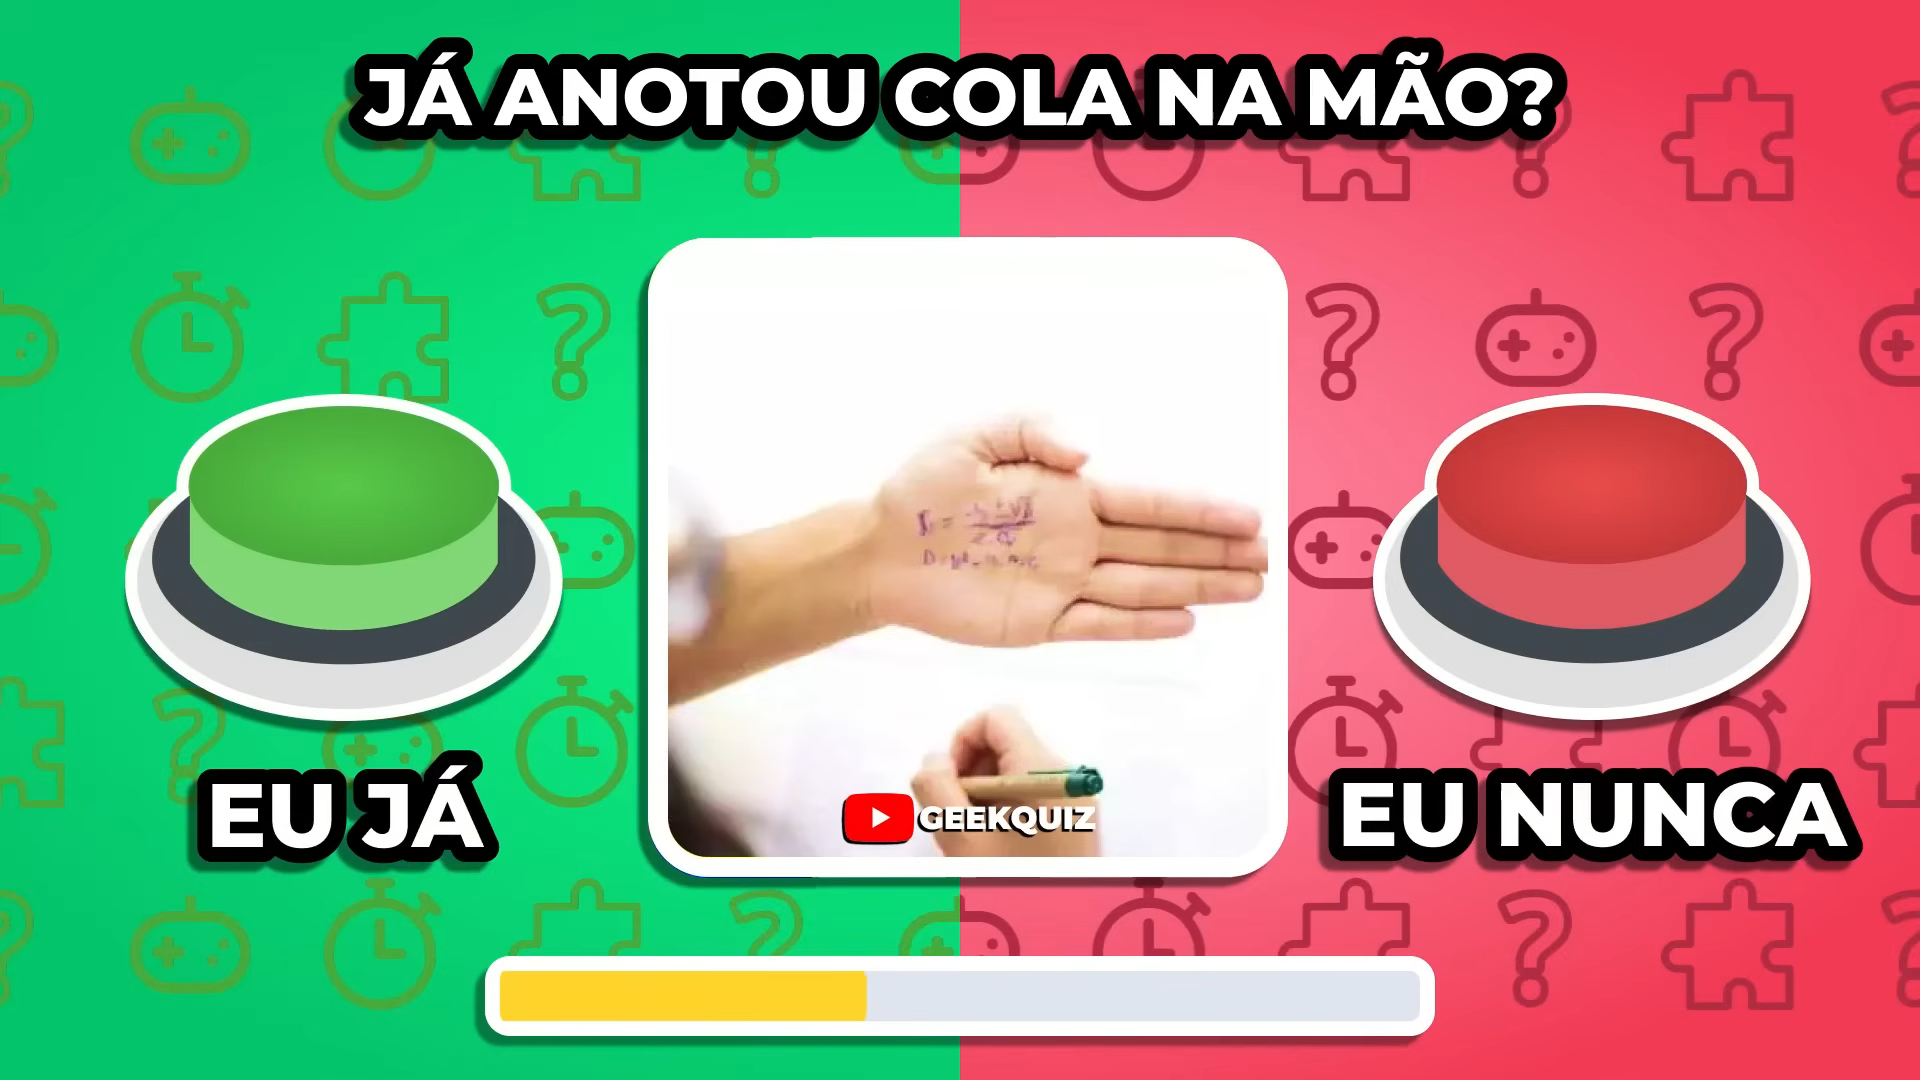 JÁ ANOTOU COLA NA MÃO?
GEEKQUIZ
EU JÁ
EU NUNCA